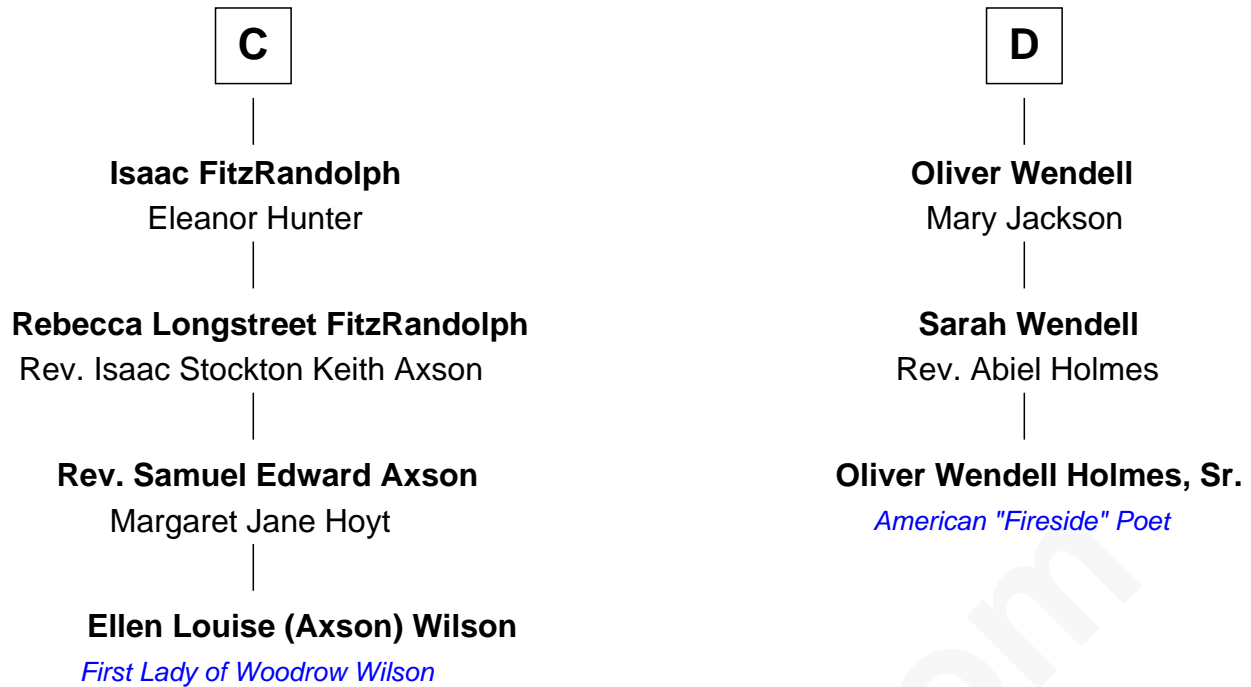 C
Isaac FitzRandolph
Eleanor Hunter
Rebecca Longstreet FitzRandolph
Rev. Isaac Stockton Keith Axson
Rev. Samuel Edward Axson
Margaret Jane Hoyt
Ellen Louise (Axson) Wilson
First Lady of Woodrow Wilson
D
Oliver Wendell
Mary Jackson
Sarah Wendell
Rev. Abiel Holmes
Oliver Wendell Holmes, Sr.
American "Fireside" Poet
om